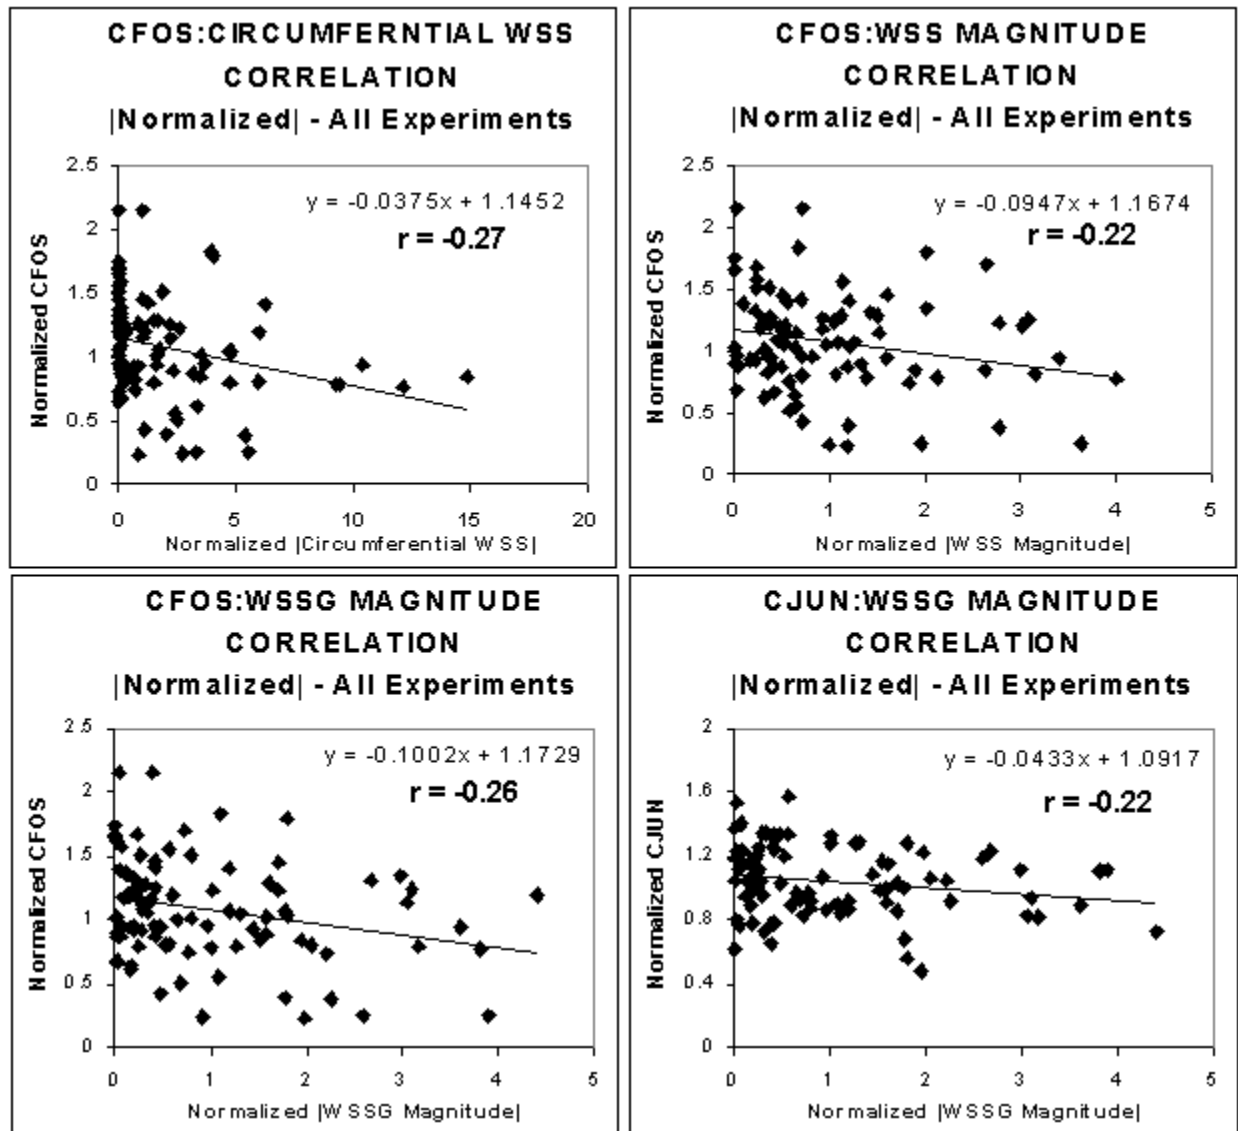 CFOS:CIRCUMFERNTIAL WSS
CORRELATION
|Normalized| - All Experiments
2.5
2
1.5
1
0.5
0
Normalized CFOS
y = -0.0375x + 1.1452
r = -0.27
0 5 10 15 20
Normalized |Circumferential WSS|
CFOS:WSS MAGNITUDE
CORRELATION
|Normalized| - All Experiments
2.5
2
1.5
1
0.5
0
Normalized CFOS
y = -0.0947x + 1.1674
r = -0.22
0 1 2 3 4 5
Normalized |WSS Magnitude|
CFOS:WSSG MAGNITUDE
CORRELATION
|Normalized| - All Experiments
2.5
2
1.5
1
0.5
0
Normalized CFOS
y = -0.1002x + 1.1729
r = -0.26
0 1 2 3 4 5
Normalized |WSSG Magnitude|
CJUN:WSSG MAGNITUDE
CORRELATION
|Normalized| - All Experiments
2
1.6
1.2
0.8
0.4
0
Normalized CJUN
y = -0.0433x + 1.0917
r = -0.22
0 1 2 3 4 5
Normalized |WSSG Magnitude|